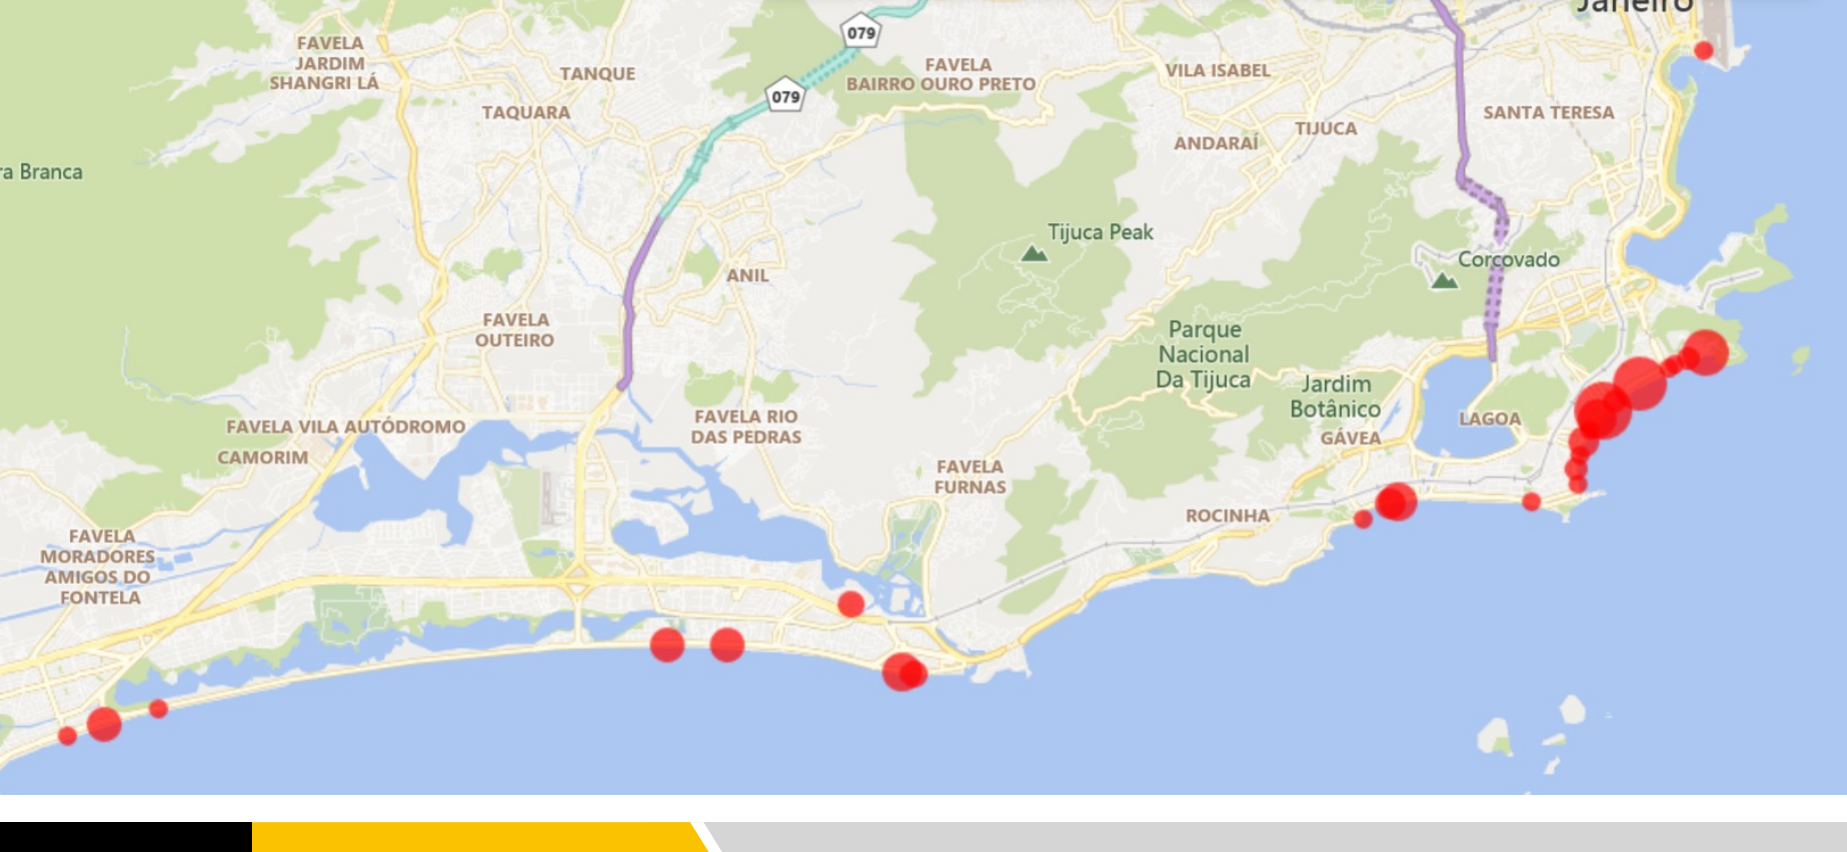 Janeiro
079
FAVELA
JARDIM
SHANGRI LÁ
TANQUE
FAVELA
BAIRRO OURO PRETO
VILA ISABEL
079
TAQUARA
SANTA TERESA
TIJUCA
ANDARAÍ
ra Branca
Tijuca Peak
Corcovado
ANIL
FAVELA
OUTEIRO
Parque
Nacional
Da Tijuca
Jardim
Botânico
FAVELA RIO
DAS PEDRAS
LAGOA
FAVELA VILA AUTÓDROMO
GÁVEA
CAMORIM
FAVELA
FURNAS
ROCINHA
FAVELA
MORADORES
AMIGOS DO
FONTELA